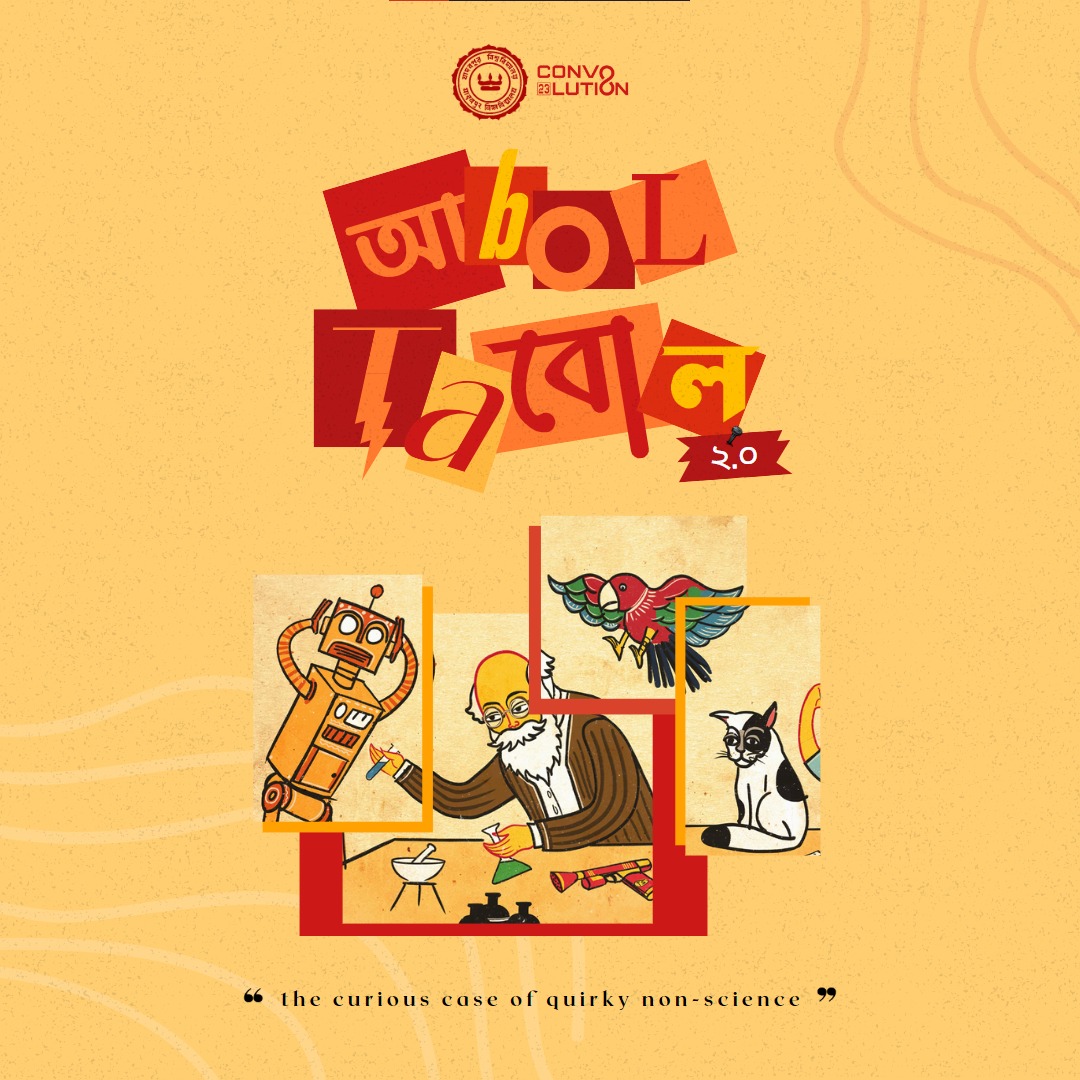 CONVO
23 LUTION
আboL
Taবোল
২.০
❝ the curious case of quirky non-science ❞